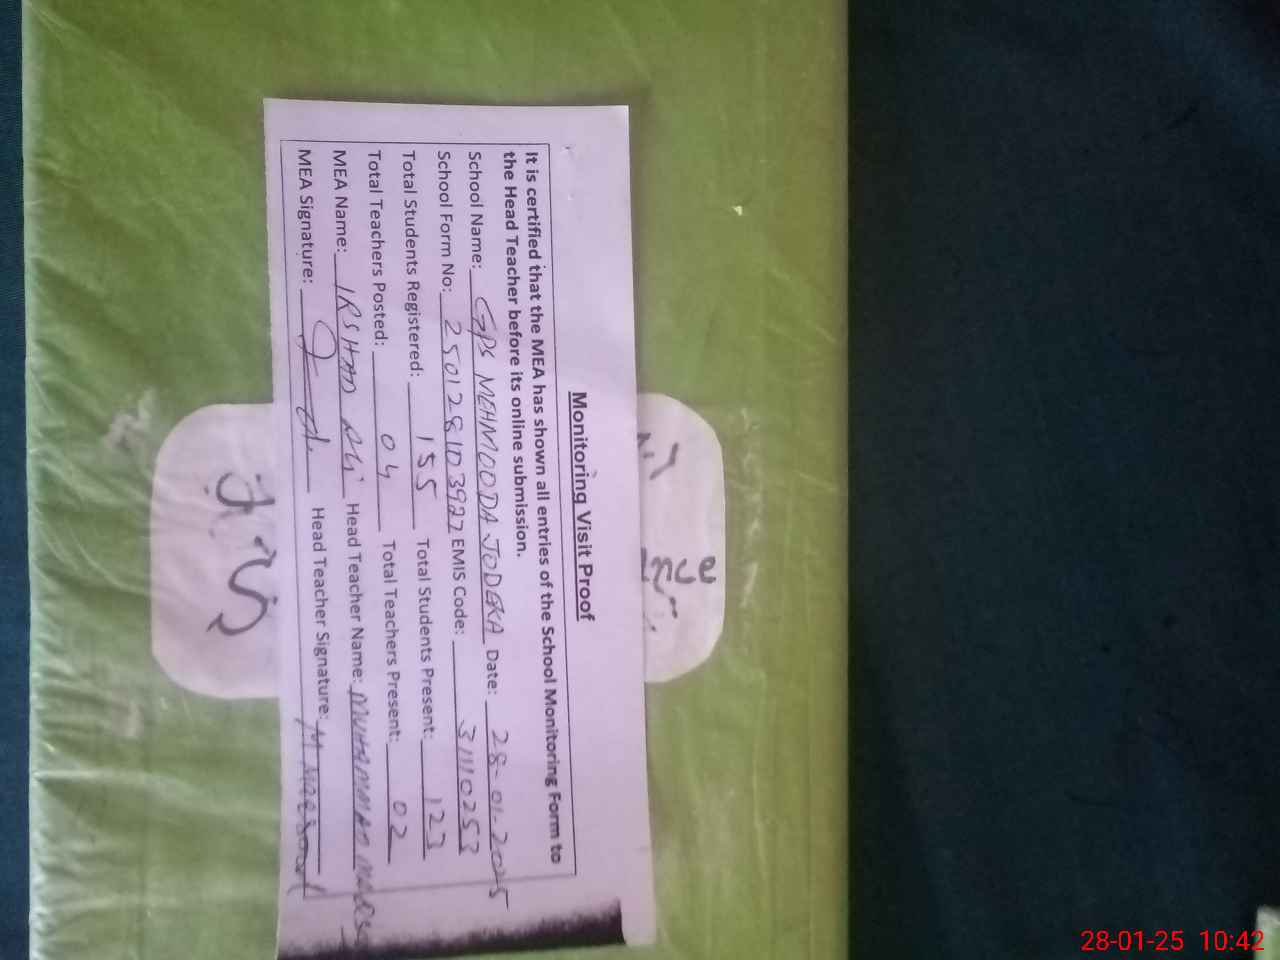 Monitoring Visit Proof
It is certified that the MEA has shown all entries of the School Monitoring Form to
the Head Teacher before its online submission.
School Name: GPS MEHMOODA JODEKA Date: 28-01-2025
School Form No: 2501281039 EMIS Code: 31110253
Total Students Registered: 155 Total Students Present: 123
Total Teachers Posted: 04 Total Teachers Present: 02
MEA Name: IRSHAD ALI Head Teacher Name: MUHAMMAD
MEA Signature: Head Teacher Signature: M
28-01-25 10:42